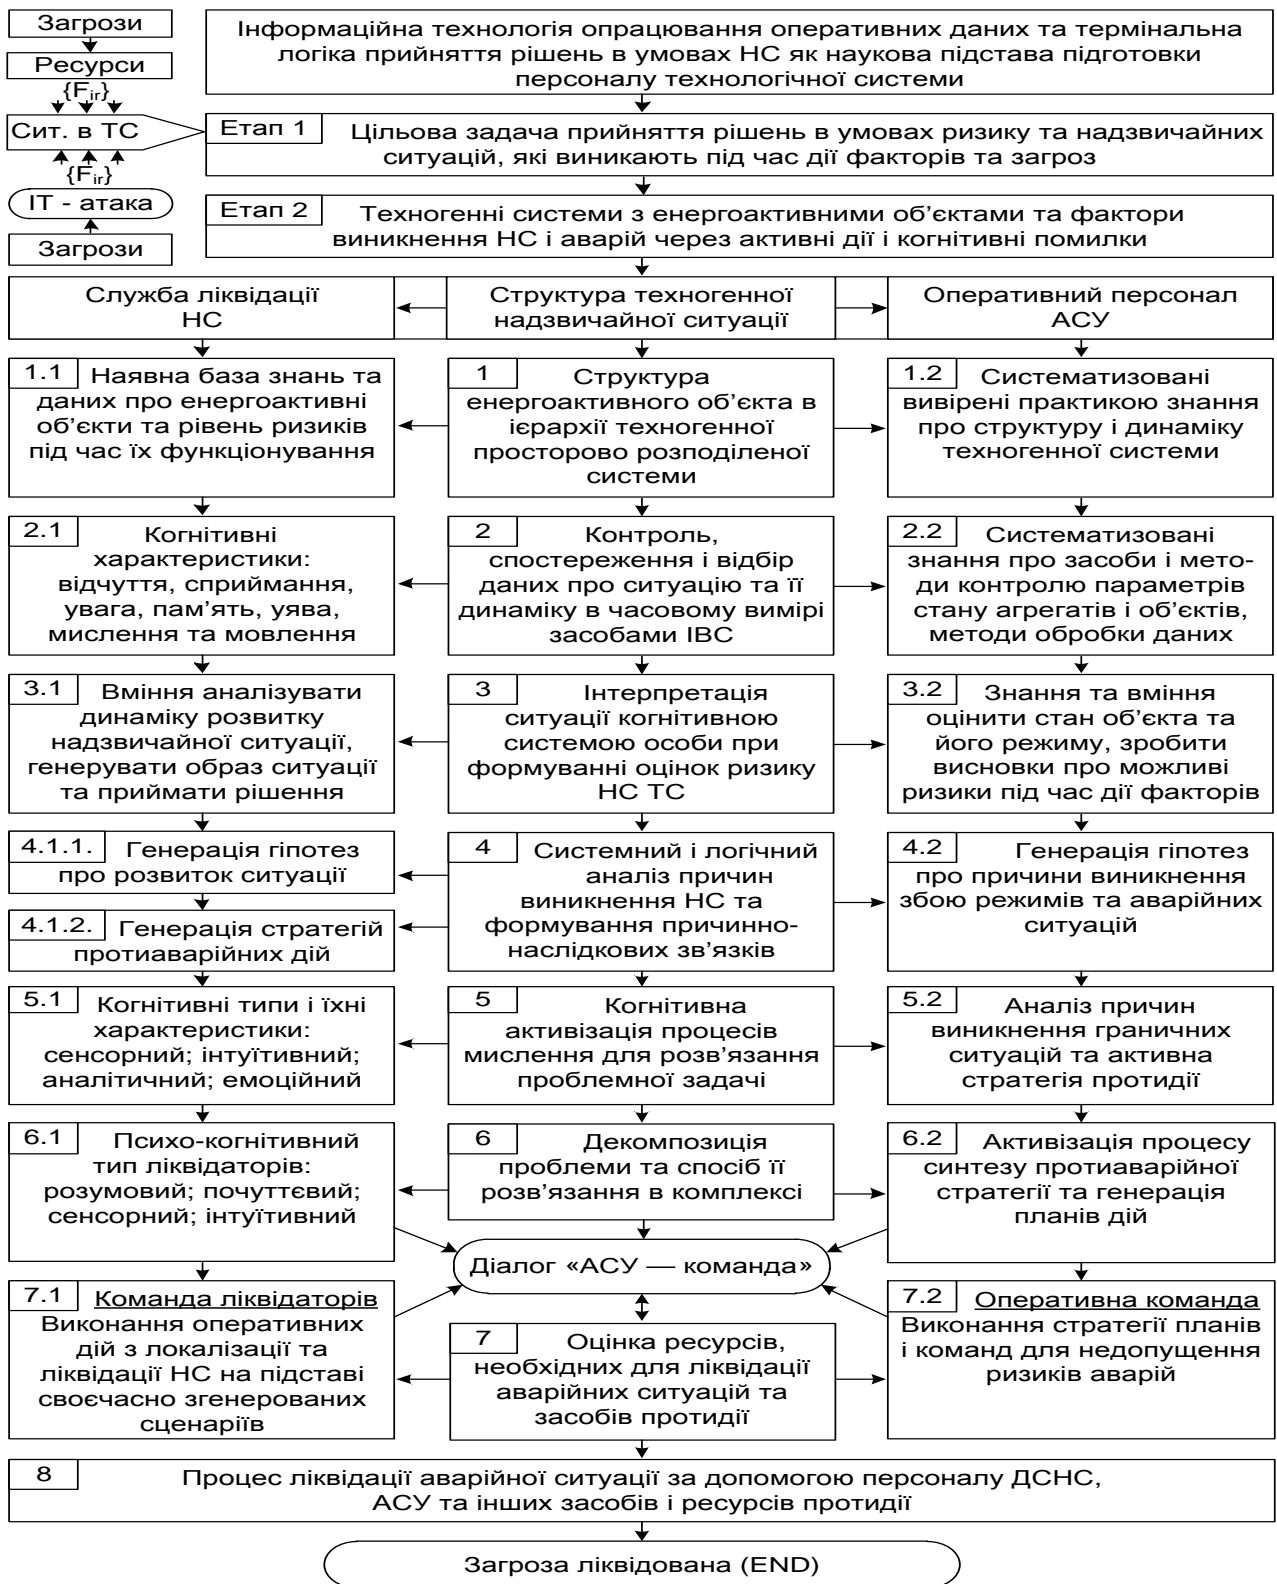 Загрози
Ресурси
{Fir}
Сит. в ТС
{Fir}
ІТ - атака
Загрози
Інформаційна технологія опрацювання оперативних даних та термінальна
логіка прийняття рішень в умовах НС як наукова підстава підготовки
персоналу технологічної системи
Етап 1 Цільова задача прийняття рішень в умовах ризику та надзвичайних
ситуацій, які виникають під час дії факторів та загроз
Етап 2 Техногенні системи з енергоактивними об’єктами та фактори
виникнення НС і аварій через активні дії і когнітивні помилки
Служба ліквідації
НС
Структура техногенної
надзвичайної ситуації
Оперативний персонал
АСУ
1.1 Наявна база знань та
даних про енергоактивні
об’єкти та рівень ризиків
під час їх функціонування
1 Структура
енергоактивного об’єкта в
ієрархії техногенної
просторово розподіленої
системи
1.2 Систематизовані
вивірені практикою знання
про структуру і динаміку
техногенної системи
2.1 Когнітивні
характеристики:
відчуття, сприймання,
увага, пам’ять, уява,
мислення та мовлення
2 Контроль,
спостереження і відбір
даних про ситуацію та її
динаміку в часовому вимірі
засобами ІВС
2.2 Систематизовані
знання про засоби і мето-
ди контролю параметрів
стану агрегатів і об’єктів,
методи обробки даних
3.1 Вміння аналізувати
динаміку розвитку
надзвичайної ситуації,
генерувати образ ситуації
та приймати рішення
3 Інтерпретація
ситуації когнітивною
системою особи при
формуванні оцінок ризику
НС ТС
3.2 Знання та вміння
оцінити стан об’єкта та
його режиму, зробити
висновки про можливі
ризики під час дії факторів
4.1.1. Генерація гіпотез
про розвиток ситуації
4.1.2. Генерація стратегій
протиаварійних дій
4 Системний і логічний
аналіз причин
виникнення НС та
формування причинно-
наслідкових зв’язків
4.2 Генерація гіпотез
про причини виникнення
збою режимів та аварійних
ситуацій
5.1 Когнітивні типи і їхні
характеристики:
сенсорний; інтуїтивний;
аналітичний; емоційний
5 Когнітивна
активізація процесів
мислення для розв’язання
проблемної задачі
5.2 Аналіз причин
виникнення граничних
ситуацій та активна
стратегія протидії
6.1 Психо-когнітивний
тип ліквідаторів:
розумовий; почуттєвий;
сенсорний; інтуїтивний
6 Декомпозиція
проблеми та спосіб її
розв’язання в комплексі
6.2 Активізація процесу
синтезу протиаварійної
стратегії та генерація
планів дій
Діалог «АСУ — команда»
7.1 Команда ліквідаторів
Виконання оперативних
дій з локалізації та
ліквідації НС на підставі
своєчасно згенерованих
сценаріїв
7 Оцінка ресурсів,
необхідних для ліквідації
аварійних ситуацій та
засобів протидії
7.2 Оперативна команда
Виконання стратегії планів
і команд для недопущення
ризиків аварій
8 Процес ліквідації аварійної ситуації за допомогою персоналу ДСНС,
АСУ та інших засобів і ресурсів протидії
Загроза ліквідована (END)